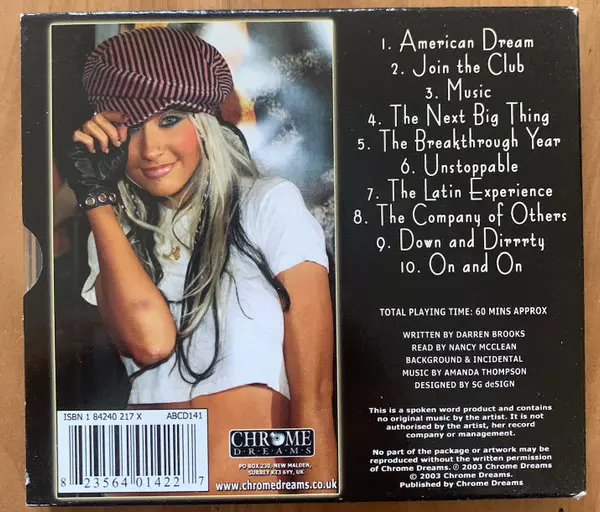 1. American Dream
2. Join the Club
3. Music
4. The Next Big Thing
5. The Breakthrough Year
6. Unstoppable
7. The Latin Experience
8. The Company of Others
9. Down and Dirrrty
10. On and On
TOTAL PLAYING TIME: 60 MINS APPROX
WRITTEN BY DARREN BROOKS
READ BY NANCY MCCLEAN
BACKGROUND & INCIDENTAL
MUSIC BY AMANDA THOMPSON
DESIGNED BY SG deSIGN
This is a spoken word product and contains
no original music by the artist. It is not
authorised by the artist, her record
company or management.
No part of the package or artwork may be
reproduced without the written permission
of Chrome Dreams. ℗ 2003 Chrome Dreams
© 2003 Chrome Dreams.
Published by Chrome Dreams
ISBN 1 84240 217 X ABCD141
8 23564 01422 7
CHROME
DREAMS
PO BOX 230, NEW MALDEN,
SURREY KT3 6YY, UK
www.chromedreams.co.uk